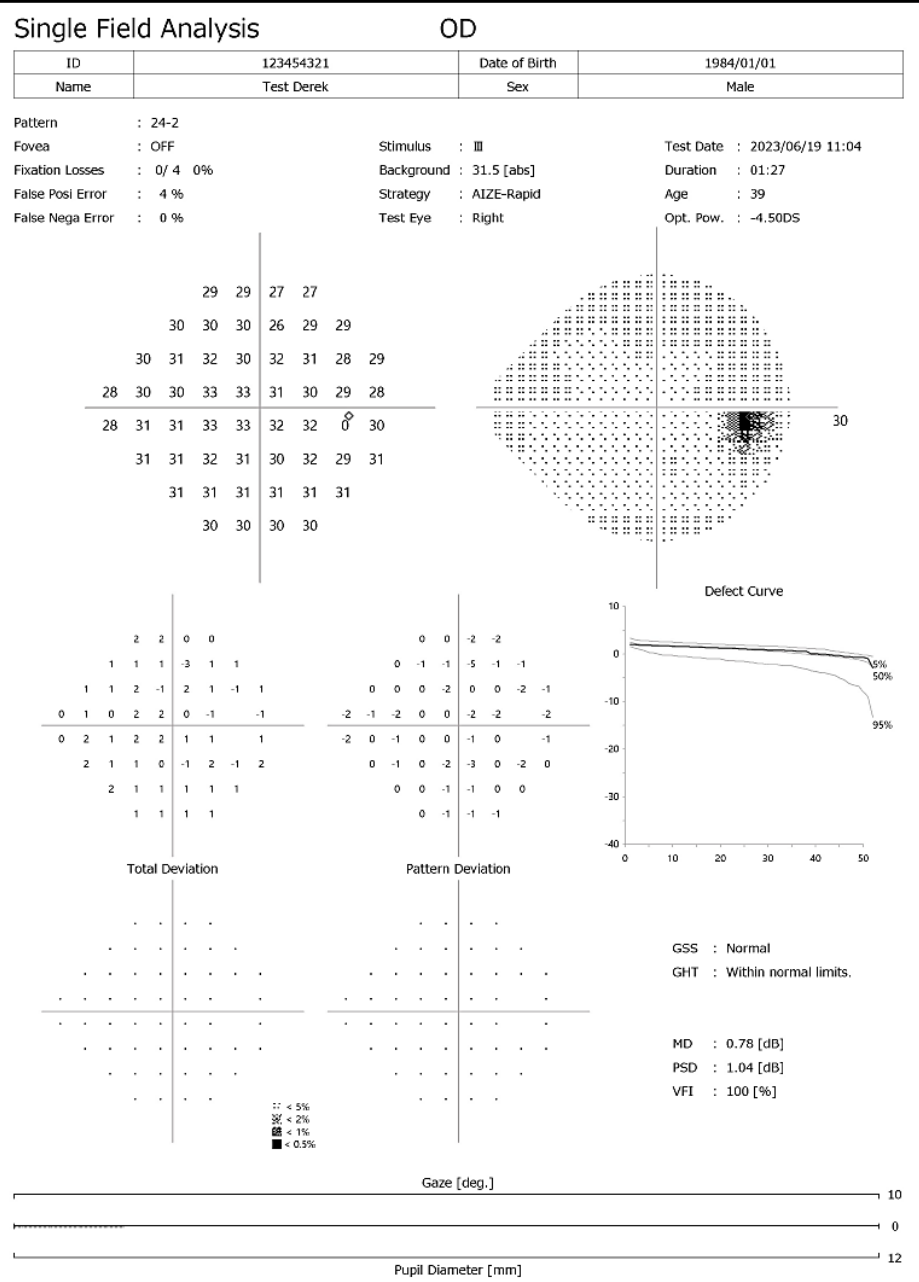 Single Field Analysis OD
ID 123454321 Date of Birth 1984/01/01
Name Test Derek Sex Male
Pattern : 24-2
Fovea : OFF Stimulus : III Test Date : 2023/06/19 11:04
Fixation Losses : 0/ 4 0% Background : 31.5 [abs] Duration : 01:27
False Posi Error : 4 % Strategy : AIZE-Rapid Age : 39
False Nega Error : 0 % Test Eye : Right Opt. Pow. : -4.50DS
29 29 27 27
30 30 30 26 29 29
30 31 32 30 32 31 28 29
28 30 30 33 33 31 30 29 28
28 31 31 33 33 32 32 0 30
30
31 31 32 31 30 32 29 31
31 31 31 31 31 31
30 30 30 30
Defect Curve
10
0
-10
-20
-30
-40
0 10 20 30 40 50
5%
50%
95%
2 2 0 0
1 1 1 -3 1 1
1 1 2 -1 2 1 -1 1
0 1 0 2 2 0 -1 -1
0 2 1 2 2 1 1 1
2 1 1 0 -1 2 -1 2
2 1 1 1 1 1
1 1 1 1
Total Deviation
0 0 -2 -2
0 -1 -1 -5 -1 -1
0 0 0 -2 0 0 -2 -1
-2 -1 -2 0 0 -2 -2 -2
-2 0 -1 0 0 -1 0 -1
0 -1 0 -2 -3 0 -2 0
0 0 -1 -1 0 0
0 -1 -1 -1
Pattern Deviation
< 5%
< 2%
< 1%
< 0.5%
GSS : Normal
GHT : Within normal limits.
MD : 0.78 [dB]
PSD : 1.04 [dB]
VFI : 100 [%]
Gaze [deg.]
10
0
12
Pupil Diameter [mm]